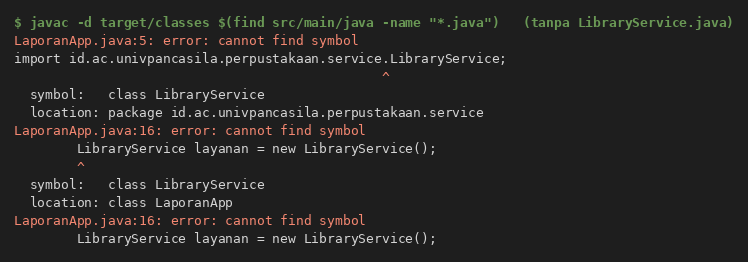 $ javac -d target/classes $(find src/main/java -name "*.java")   (tanpa LibraryService.java)
LaporanApp.java:5: error: cannot find symbol
import id.ac.univpancasila.perpustakaan.service.LibraryService;
                                               ^
  symbol:   class LibraryService
  location: package id.ac.univpancasila.perpustakaan.service
LaporanApp.java:16: error: cannot find symbol
        LibraryService layanan = new LibraryService();
        ^
  symbol:   class LibraryService
  location: class LaporanApp
LaporanApp.java:16: error: cannot find symbol
        LibraryService layanan = new LibraryService();